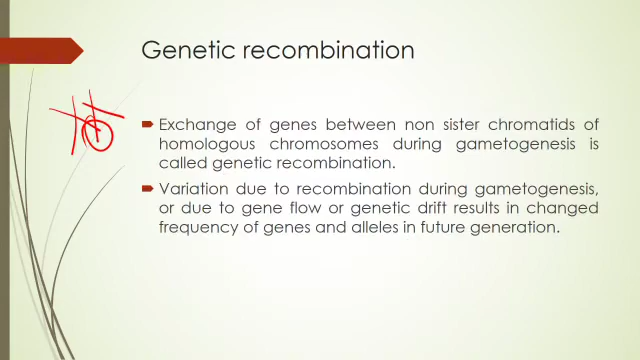 Genetic recombination
Exchange of genes between non sister chromatids of
homologous chromosomes during gametogenesis is
called genetic recombination.
Variation due to recombination during gametogenesis,
or due to gene flow or genetic drift results in changed
frequency of genes and alleles in future generation.